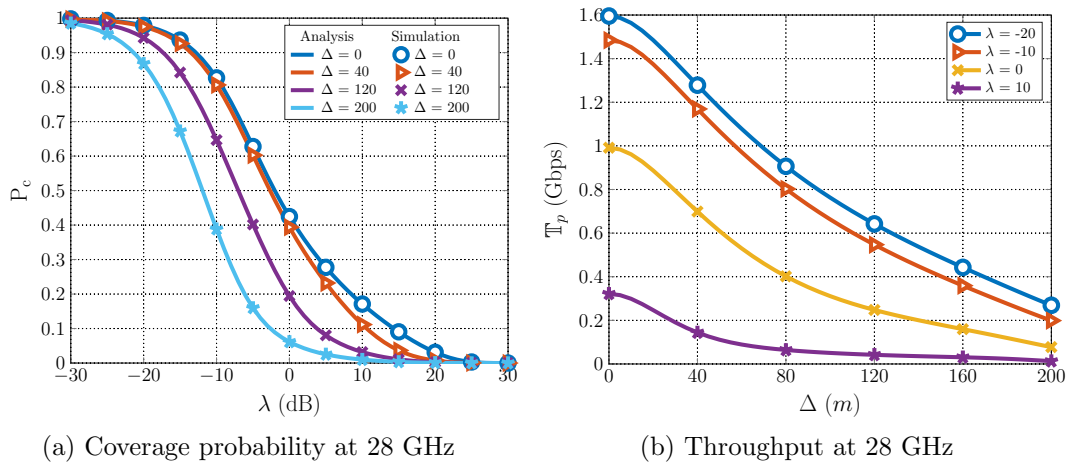 1
0.9
0.8
0.7
0.6
0.5
0.4
0.3
0.2
0.1
0
P_c
−30 −20 −10 0 10 20 30
λ (dB)
Analysis Simulation
Δ = 0 Δ = 0
Δ = 40 Δ = 40
Δ = 120 Δ = 120
Δ = 200 Δ = 200
(a) Coverage probability at 28 GHz
1.6
1.4
1.2
1
0.8
0.6
0.4
0.2
0
𝕋_p (Gbps)
0 40 80 120 160 200
Δ (m)
λ = -20
λ = -10
λ = 0
λ = 10
(b) Throughput at 28 GHz